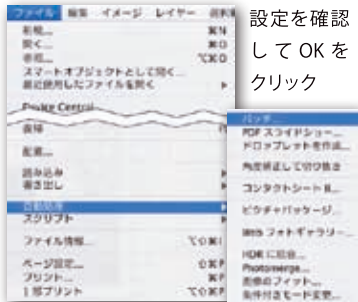 ファイル 編集 イメージ レイヤー 選択範
新規... ⌘N
開く... ⌘O
参照... ⌥⌘O
スマートオブジェクトとして開く...
最近使用したファイルを開く
Device Central...
復帰
配置...
読み込み
書き出し
自動処理
スクリプト
ファイル情報... ⌥⇧⌘I
ページ設定... ⇧⌘P
プリント... ⌘P
1 部プリント ⌥⇧⌘P
設定を確認
して OK を
クリック
バッチ...
PDF スライドショー...
ドロップレットを作成...
角度補正して切り抜き
コンタクトシート II...
ピクチャパッケージ...
Web フォトギャラリー...
HDR に統合...
Photomerge...
画像のフィット...
条件付きモード変更...